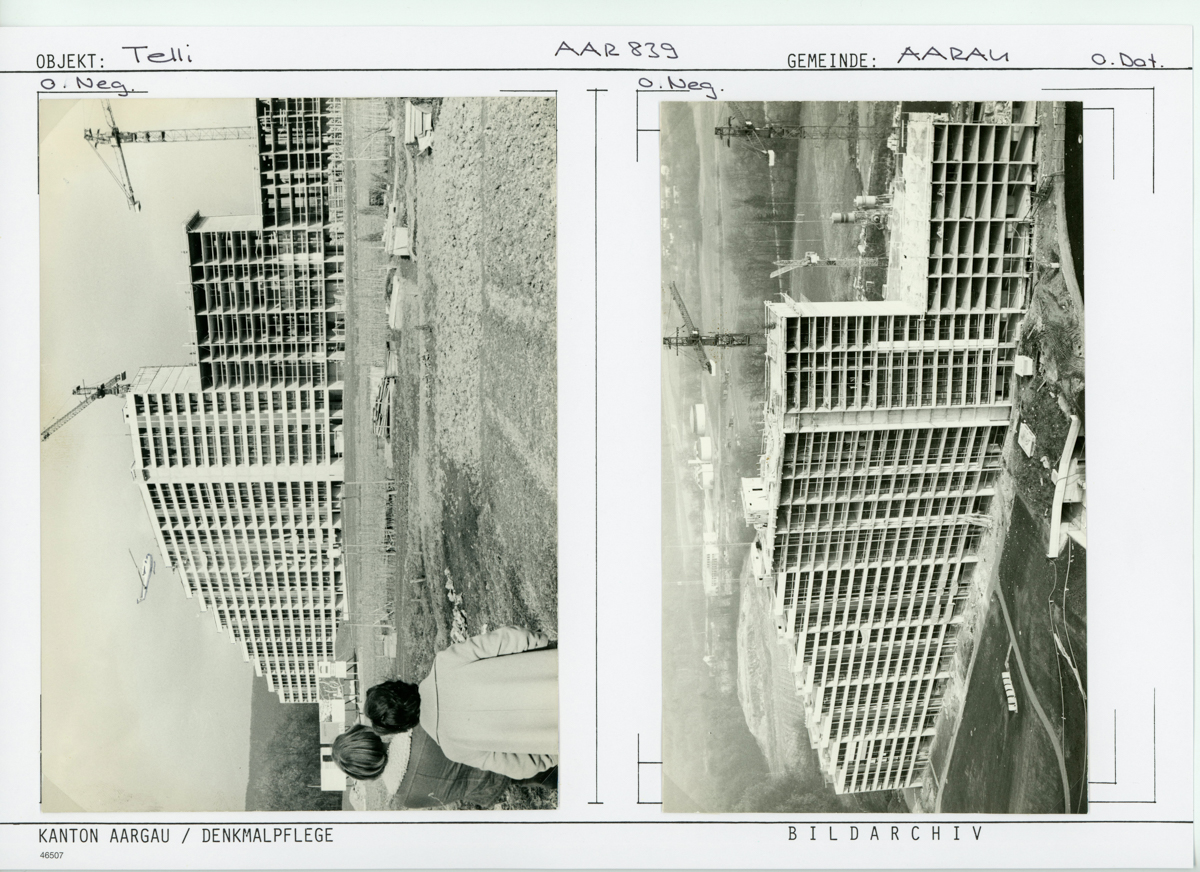 OBJEKT: Telli AAR 839 GEMEINDE: AARAU O. Dat.
O. Neg. O. Neg.
KANTON AARGAU / DENKMALPFLEGE BILDARCHIV
46507